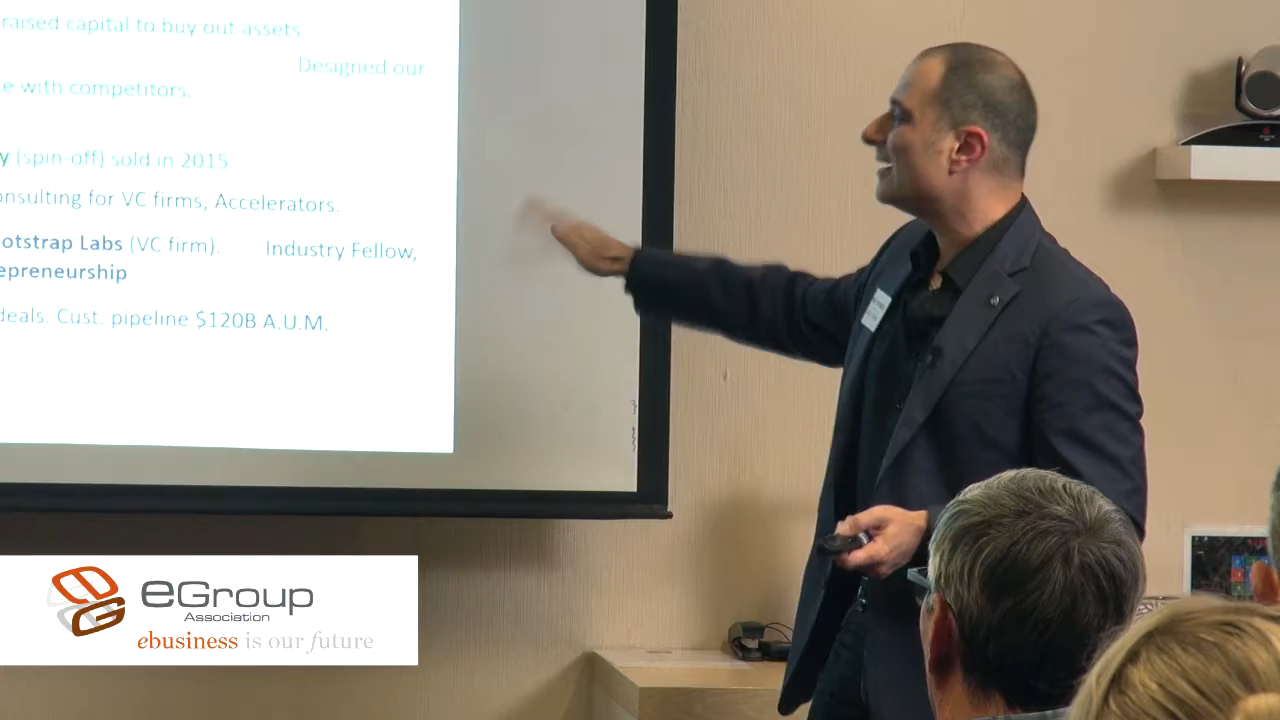 raised capital to buy out assets
Designed our
e with competitors.
y (spin-off) sold in 2015
onsulting for VC firms, Accelerators.
otstrap Labs (VC firm). Industry Fellow,
epreneurship
deals. Cust. pipeline $120B A.U.M.
eGroup
Association
ebusiness is our future